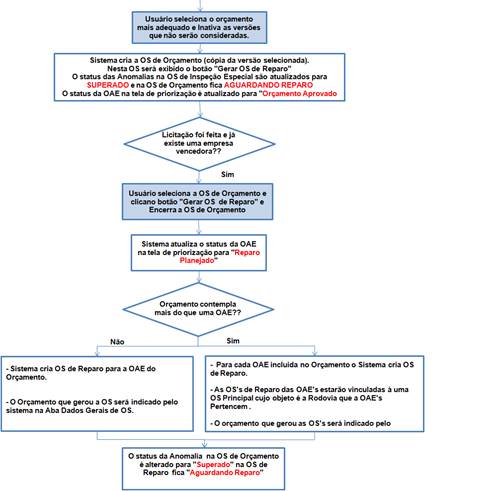 Usuário seleciona o orçamento
mais adequado e Inativa as versões
que não serão consideradas.
Sistema cria a OS de Orçamento (cópia da versão selecionada).
Nesta OS será exibido o botão "Gerar OS de Reparo"
O status da Anomalias na OS de Inspeção Especial são atualizados para
SUPERADO e na OS de Orçamento fica AGUARDANDO REPARO
O status da OAE na tela de priorização é atualizado para "Orçamento Aprovado
Licitação foi feita e já
existe uma empresa
vencedora??
Sim
Usuário seleciona a OS de Orçamento e
clicano botão "Gerar OS de Reparo" e
Encerra a OS de Orçamento
Sistema atualiza o status da OAE
na tela de priorização para "Reparo
Planejado"
Orçamento contempla
mais do que uma OAE??
Não
Sim
- Sistema cria OS de Reparo para a OAE do
Orçamento.
- O Orçamento que gerou a OS será indicado pelo
sistema na Aba Dados Gerais de OS.
- Para cada OAE incluida no Orçamento o Sistema cria OS
de Reparo.
- As OS's de Reparo das OAE's estarão vinculadas à uma
OS Principal cujo objeto é a Rodovia que a OAE's
Pertencem.
- O orçamento que gerou as OS's será indicado pelo
O status da Anomalia na OS de Orçamento
é alterado para "Superado" na OS de
Reparo fica "Aguardando Reparo"